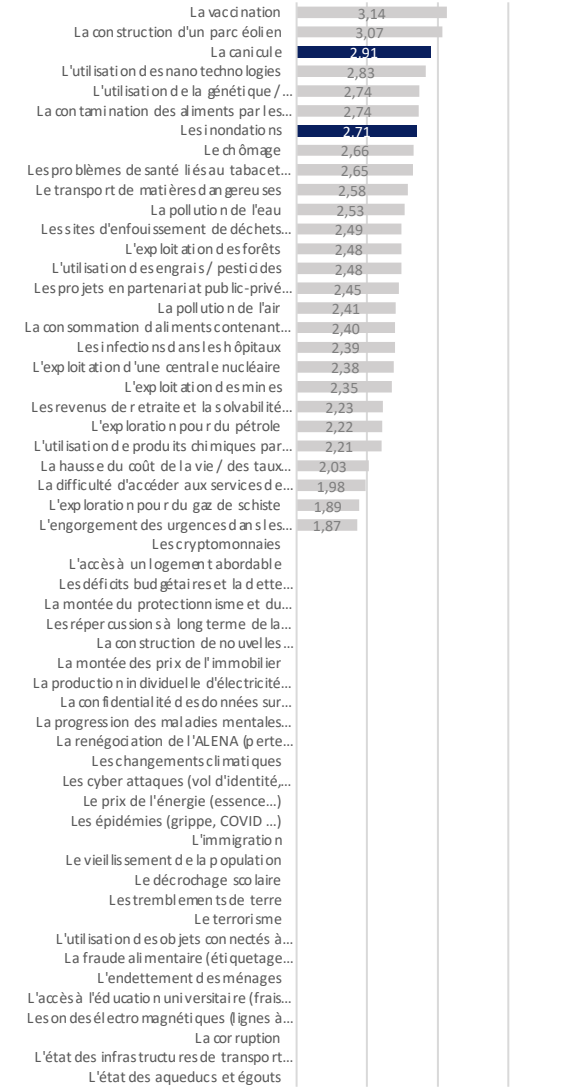 La vaccination 3,14
La construction d'un parc éolien 3,07
La canicule 2,91
L'utilisation des nanotechnologies 2,83
L'utilisation de la génétique /… 2,74
La contamination des aliments par les… 2,74
Les inondations 2,71
Le chômage 2,66
Les problèmes de santé liés au tabac et… 2,65
Le transport de matières dangereuses 2,58
La pollution de l'eau 2,53
Les sites d'enfouissement de déchets… 2,49
L'exploitation des forêts 2,48
L'utilisation des engrais / pesticides 2,48
Les projets en partenariat public-privé… 2,45
La pollution de l'air 2,41
La consommation d aliments contenant… 2,40
Les infections dans les hôpitaux 2,39
L'exploitation d'une centrale nucléaire 2,38
L'exploitation des mines 2,35
Les revenus de retraite et la solvabilité… 2,23
L'exploration pour du pétrole 2,22
L'utilisation de produits chimiques par… 2,21
La hausse du coût de la vie / des taux… 2,03
La difficulté d'accéder aux services de… 1,98
L'exploration pour du gaz de schiste 1,89
L'engorgement des urgences dans les… 1,87
Les cryptomonnaies
L'accès à un logement abordable
Les déficits budgétaires et la dette…
La montée du protectionnisme et du…
Les répercussions à long terme de la…
La construction de nouvelles…
La montée des prix de l'immobilier
La production individuelle d'électricité…
La confidentialité des données sur…
La progression des maladies mentales…
La renégociation de l'ALENA (perte…
Les changements climatiques
Les cyber attaques (vol d'identité,…
Le prix de l'énergie (essence…)
Les épidémies (grippe, COVID …)
L'immigration
Le vieillissement de la population
Le décrochage scolaire
Les tremblements de terre
Le terrorisme
L'utilisation des objets connectés à…
La fraude alimentaire (étiquetage…
L'endettement des ménages
L'accès à l'éducation universitaire (frais…
Les ondes électromagnétiques (lignes à…
La corruption
L'état des infrastructures de transport…
L'état des aqueducs et égouts